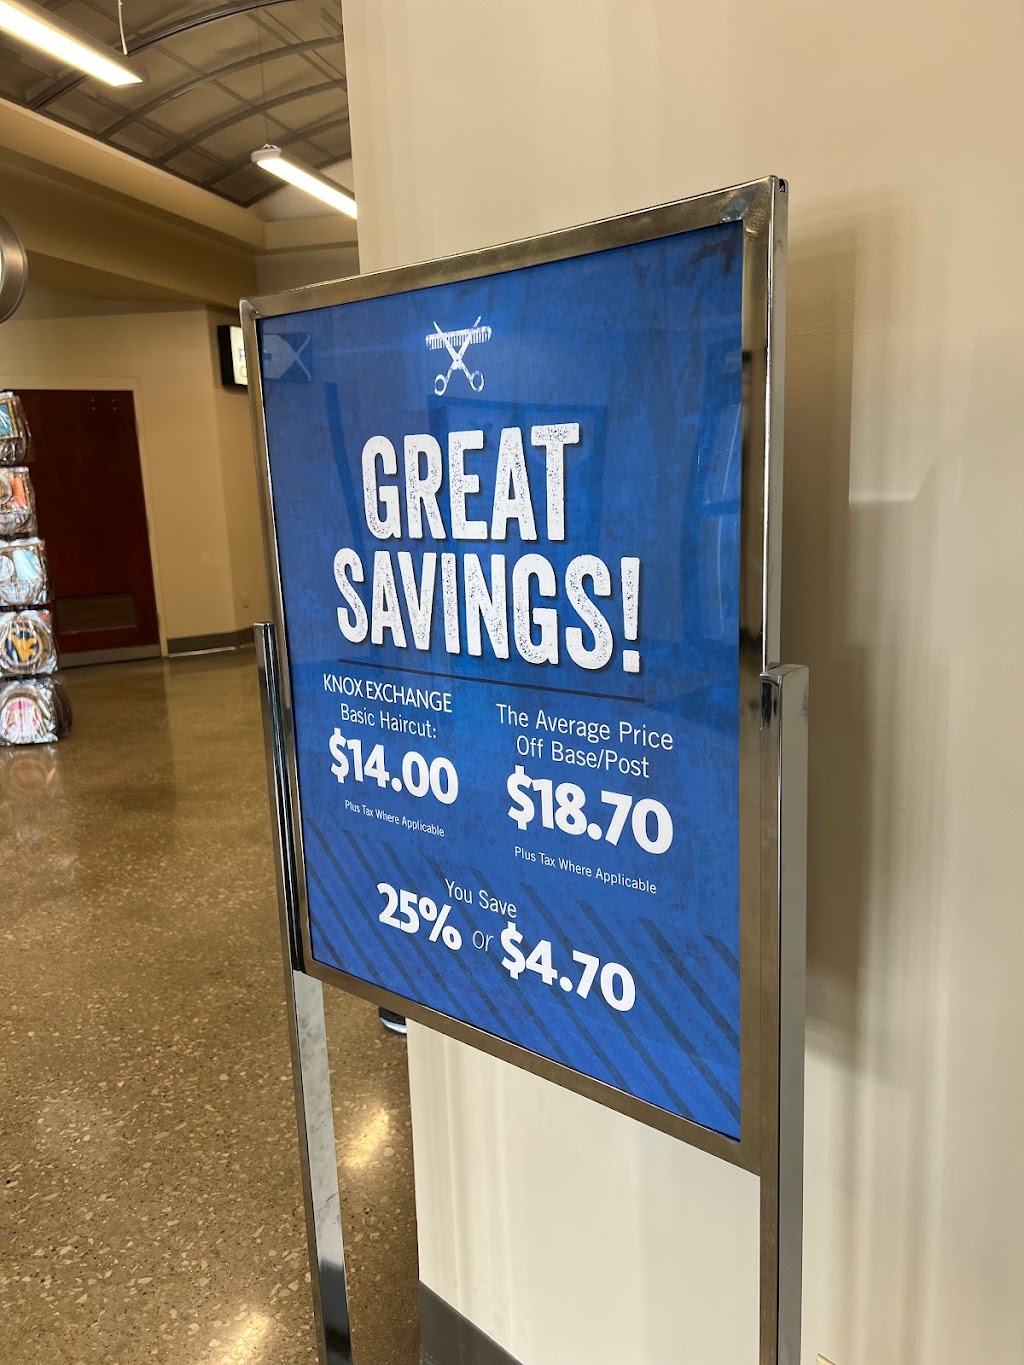 GREAT
SAVINGS!
KNOX EXCHANGE
Basic Haircut:
$14.00
Plus Tax Where Applicable
The Average Price
Off Base/Post
$18.70
Plus Tax Where Applicable
You Save
25% or $4.70